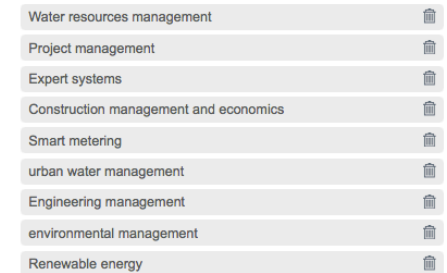 Water resources management
Project management
Expert systems
Construction management and economics
Smart metering
urban water management
Engineering management
environmental management
Renewable energy